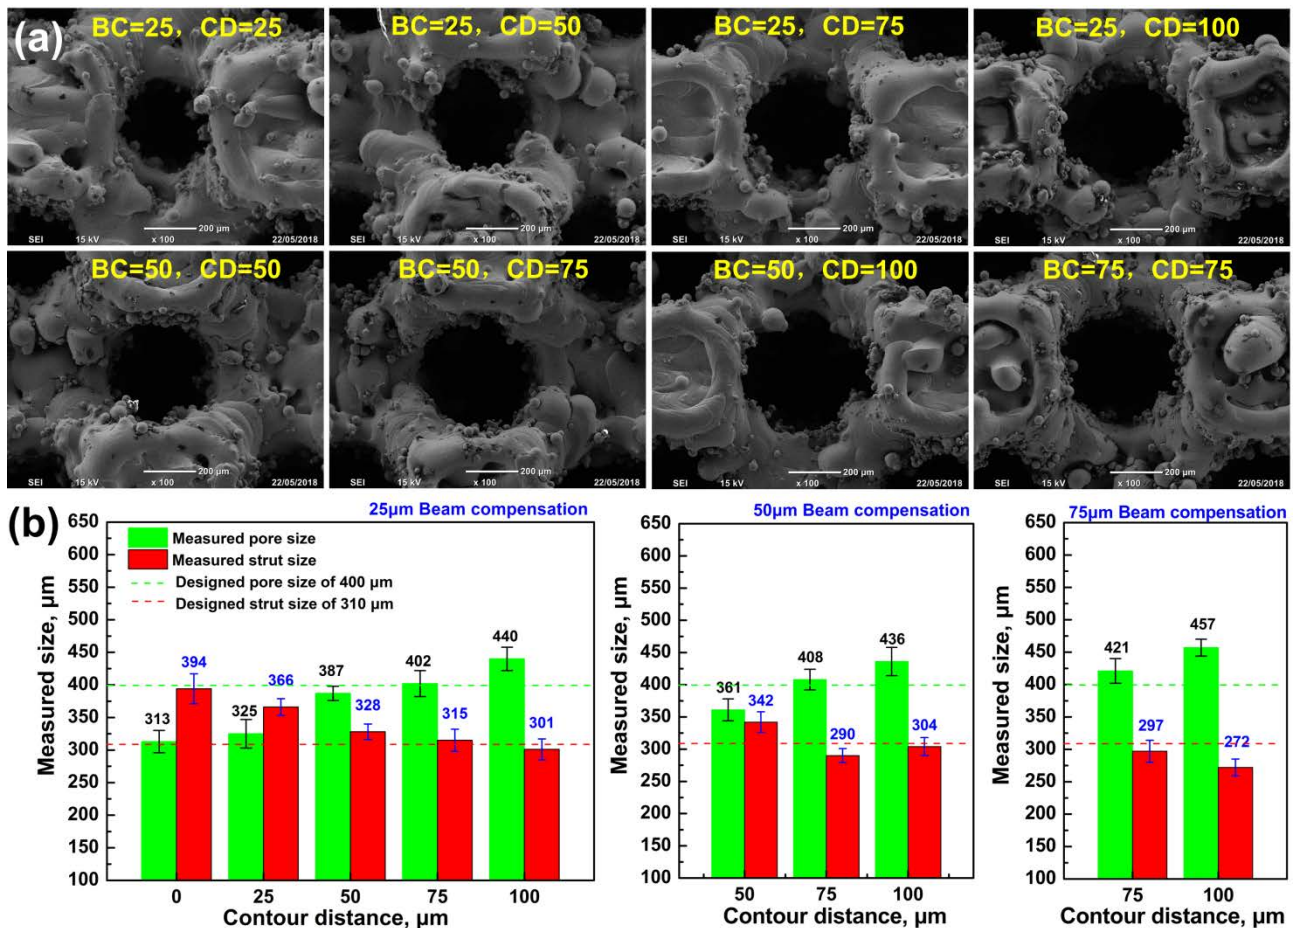 (a)
BC=25, CD=25
BC=25, CD=50
BC=25, CD=75
BC=25, CD=100
SEI 15 kV x 100 200 µm 22/05/2018
SEI 15 kV x 100 200 µm 22/05/2018
SEI 15 kV x 100 200 µm 22/05/2018
SEI 15 kV x 100 200 µm 22/05/2018
BC=50, CD=50
BC=50, CD=75
BC=50, CD=100
BC=75, CD=75
SEI 15 kV x 100 200 µm 22/05/2018
SEI 15 kV x 100 200 µm 22/05/2018
SEI 15 kV x 100 200 µm 22/05/2018
SEI 15 kV x 100 200 µm 22/05/2018
(b)
25µm Beam compensation
Measured size, µm
650
600
550
500
450
400
350
300
250
200
150
100
Measured pore size
Measured strut size
Designed pore size of 400 µm
Designed strut size of 310 µm
313
394
325
366
387
328
402
315
440
301
0 25 50 75 100
Contour distance, µm
50µm Beam compensation
Measured size, µm
650
600
550
500
450
400
350
300
250
200
150
100
361
342
408
290
436
304
50 75 100
Contour distance, µm
75µm Beam compensation
Measured size, µm
650
600
550
500
450
400
350
300
250
200
150
100
421
297
457
272
75 100
Contour distance, µm